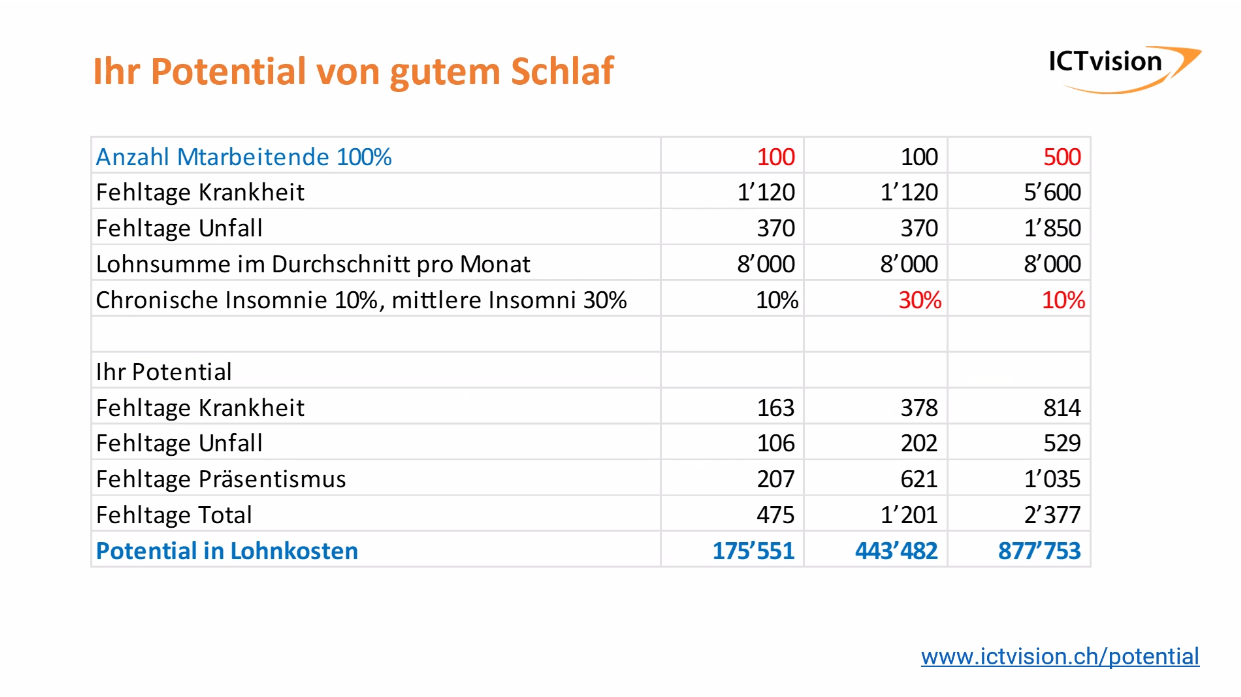 Ihr Potential von gutem Schlaf
ICTvision
Anzahl Mtarbeitende 100% 100 100 500
Fehltage Krankheit 1’120 1’120 5’600
Fehltage Unfall 370 370 1’850
Lohnsumme im Durchschnitt pro Monat 8’000 8’000 8’000
Chronische Insomnie 10%, mittlere Insomni 30% 10% 30% 10%
Ihr Potential
Fehltage Krankheit 163 378 814
Fehltage Unfall 106 202 529
Fehltage Präsentismus 207 621 1’035
Fehltage Total 475 1’201 2’377
Potential in Lohnkosten 175’551 443’482 877’753
www.ictvision.ch/potential